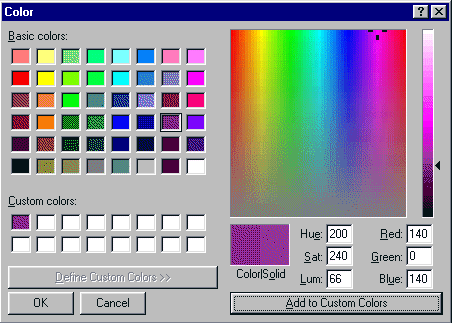 Color
Basic colors:
Custom colors:
Define Custom Colors >>
OK Cancel
Color|Solid
Hue: 200 Red: 140
Sat: 240 Green: 0
Lum: 66 Blue: 140
Add to Custom Colors